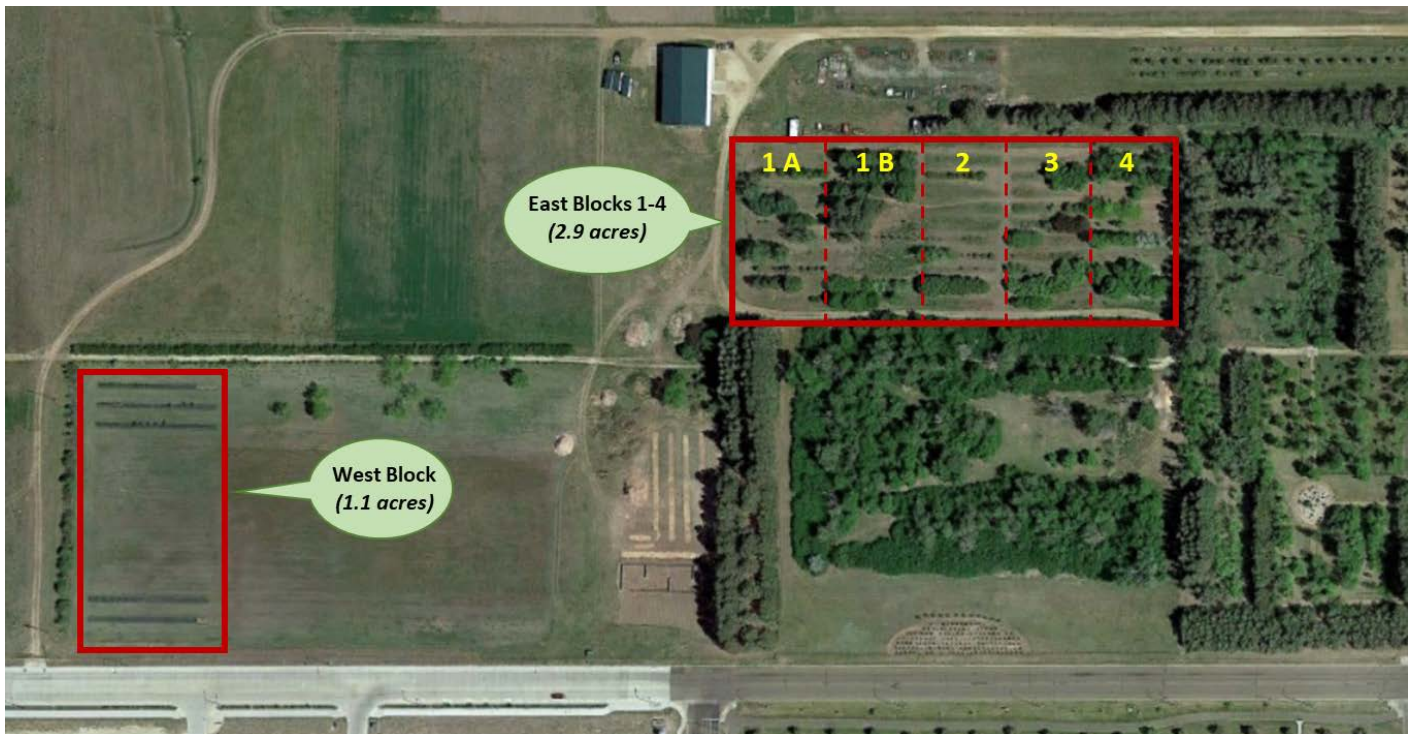 1 A
1 B
2
3
4
East Blocks 1-4
(2.9 acres)
West Block
(1.1 acres)